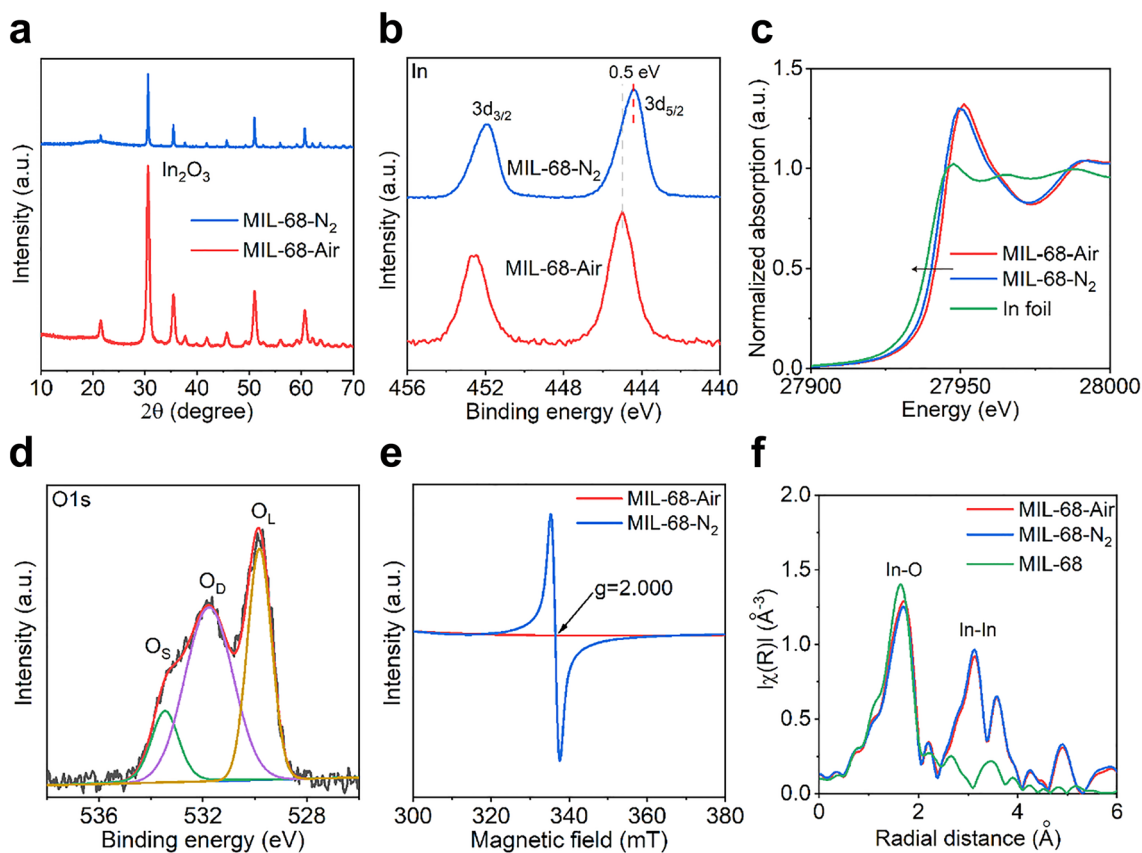 a
In₂O₃
MIL-68-N₂
MIL-68-Air
Intensity (a.u.)
10 20 30 40 50 60 70
2θ (degree)
b
In
0.5 eV
3d₃/₂
3d₅/₂
MIL-68-N₂
MIL-68-Air
Intensity (a.u.)
456 452 448 444 440
Binding energy (eV)
c
Normalized absorption (a.u.)
1.5
1.0
0.5
0.0
MIL-68-Air
MIL-68-N₂
In foil
27900 27950 28000
Energy (eV)
d
O1s
O_L
O_D
O_S
Intensity (a.u.)
536 532 528
Binding energy (eV)
e
MIL-68-Air
MIL-68-N₂
g=2.000
Intensity (a.u.)
300 320 340 360 380
Magnetic field (mT)
f
|χ(R)| (Å⁻³)
2.0
1.5
1.0
0.5
0.0
MIL-68-Air
MIL-68-N₂
MIL-68
In-O
In-In
0 2 4 6
Radial distance (Å)